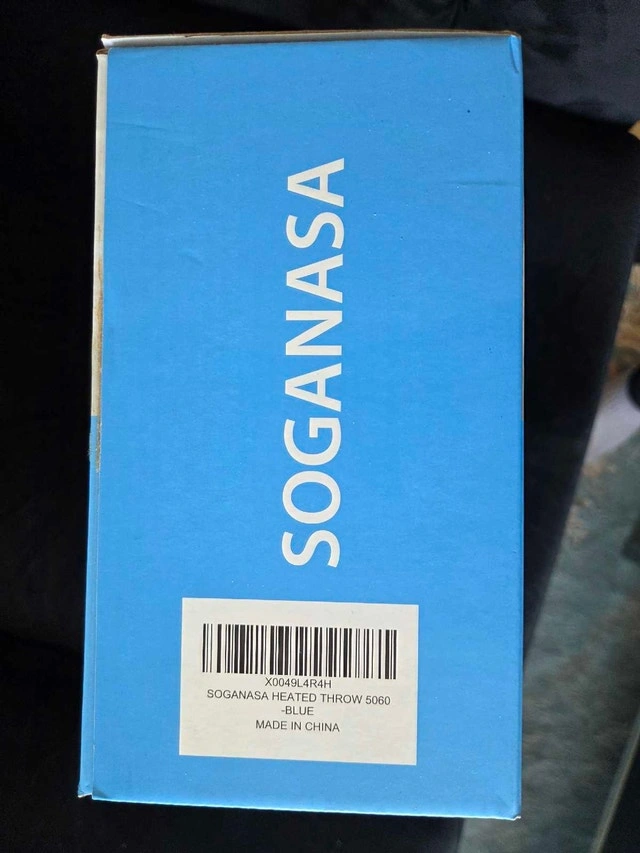 SOGANASA
X0049L4R4H
SOGANASA HEATED THROW 5060
-BLUE
MADE IN CHINA